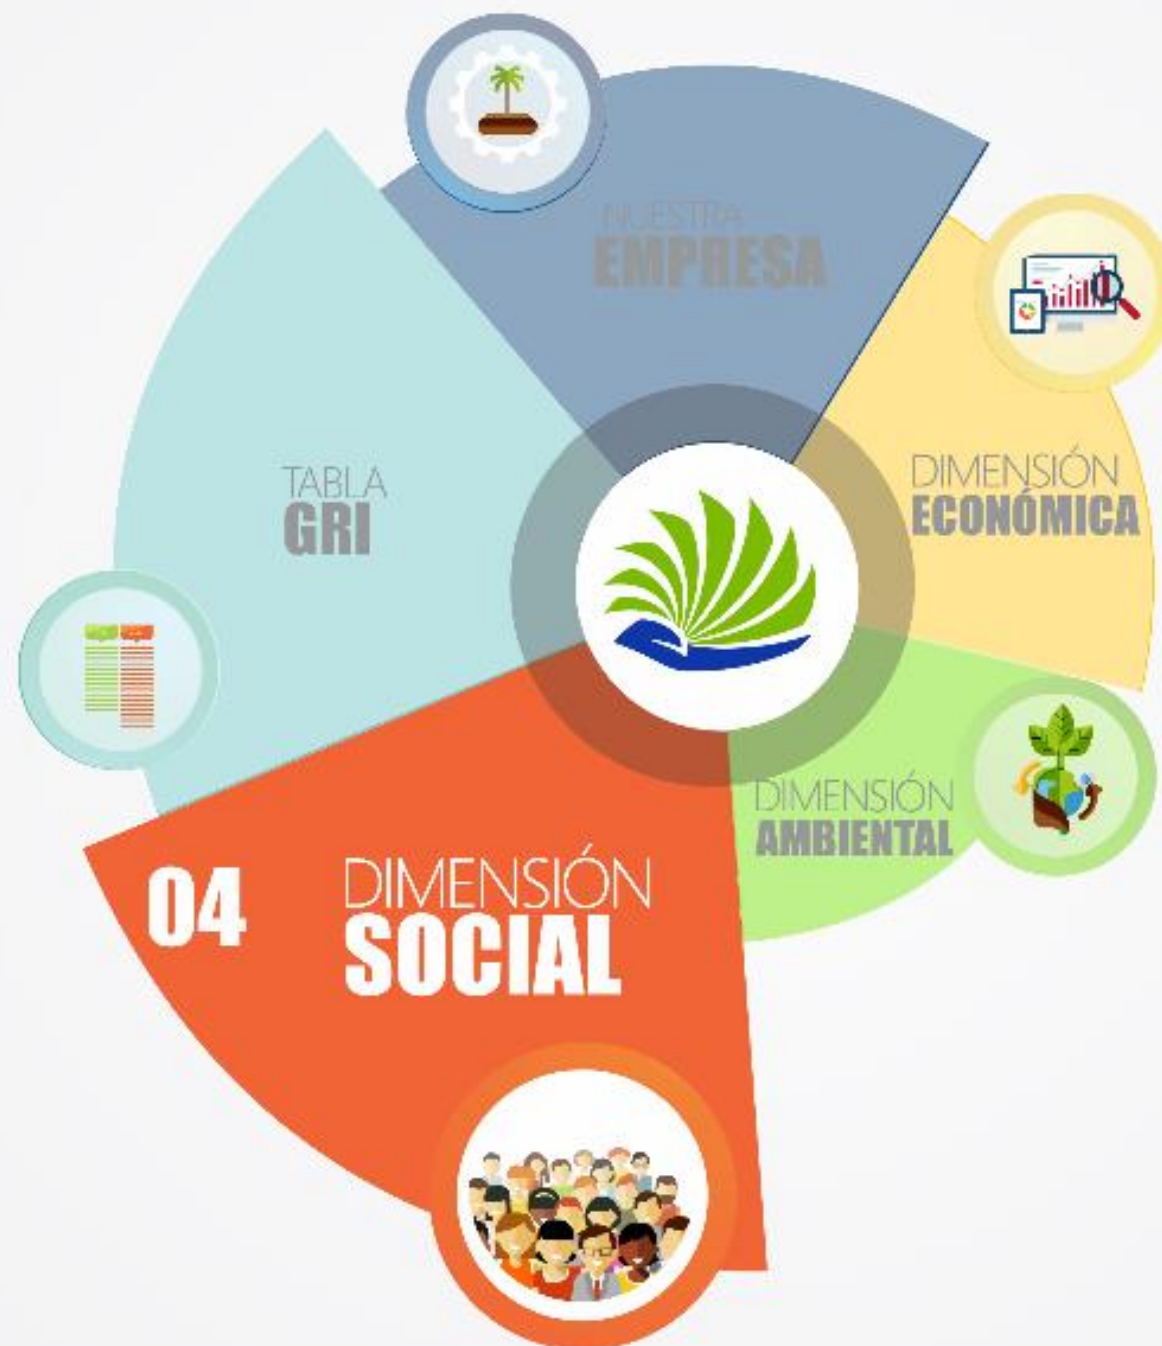 NUESTRA
EMPRESA
DIMENSIÓN
ECONÓMICA
DIMENSIÓN
AMBIENTAL
04
DIMENSIÓN
SOCIAL
TABLA
GRI